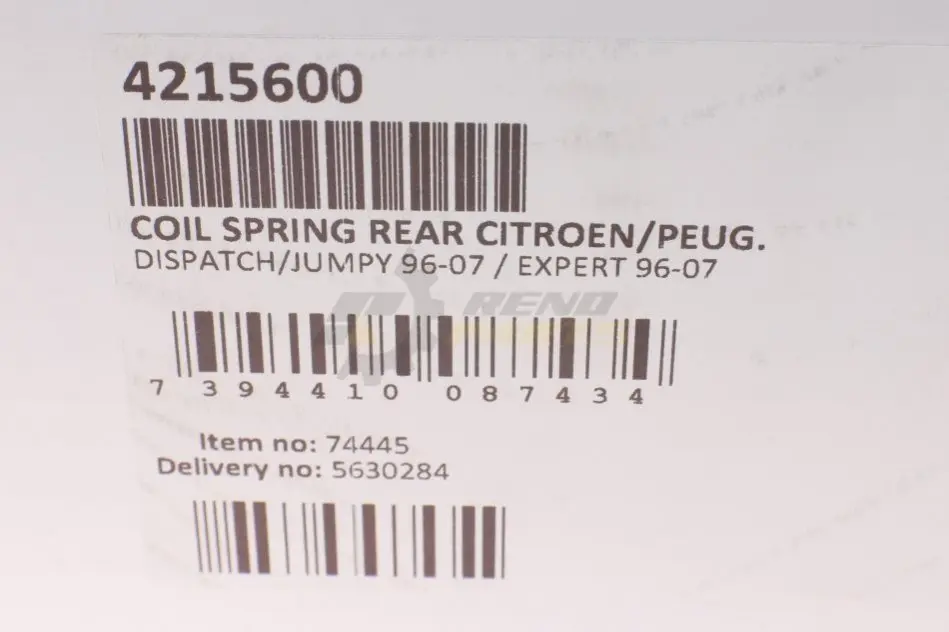 4215600
COIL SPRING REAR CITROEN/PEUG.
DISPATCH/JUMPY 96-07 / EXPERT 96-07
RENO
7 394410 087434
Item no: 74445
Delivery no: 5630284